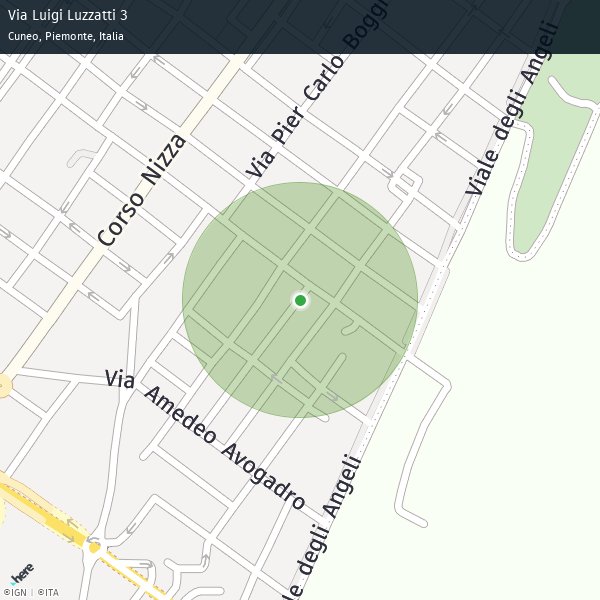 Via Luigi Luzzatti 3
Cuneo, Piemonte, Italia
Via Pier Carlo Boggi
Viale degli Angeli
Corso Nizza
Via Amedeo Avogadro
le degli Angeli
here
©IGN | ©ITA